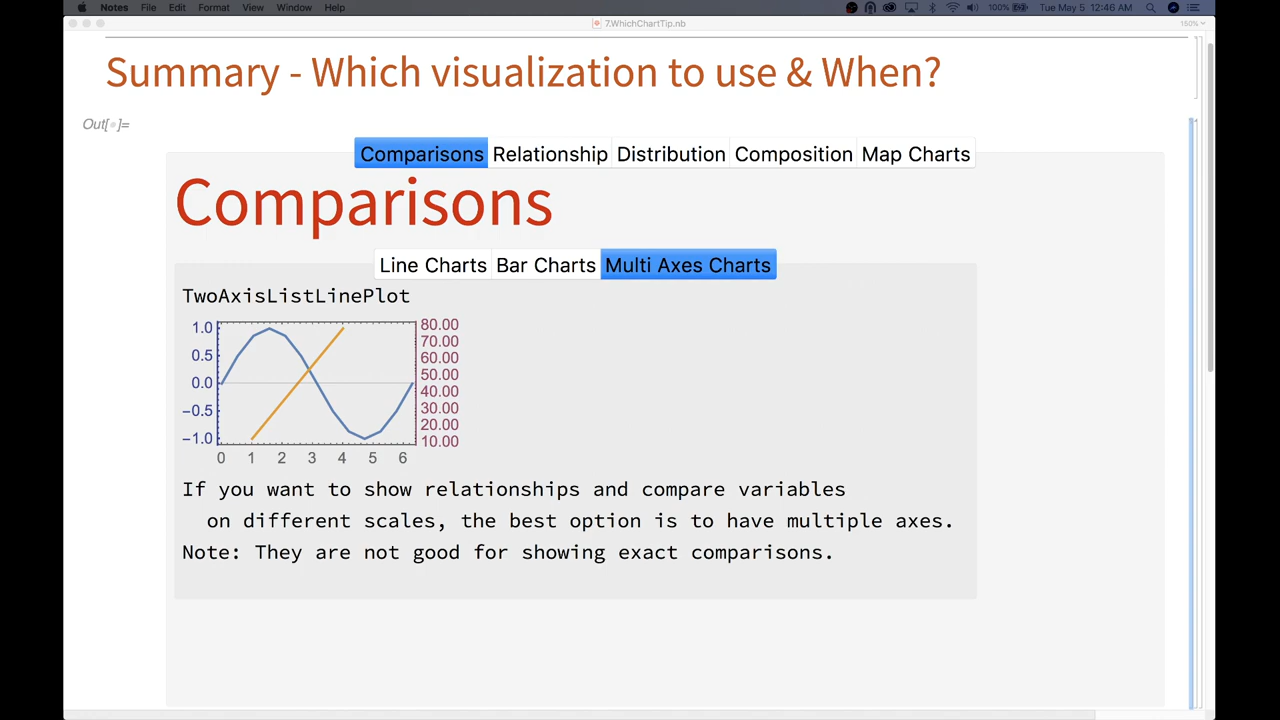 Notes File Edit Format View Window Help 100% Tue May 5 12:46 AM
7.WhichChartTip.nb 150%
Summary - Which visualization to use & When?
Out[ ]=
Comparisons Relationship Distribution Composition Map Charts
Comparisons
Line Charts Bar Charts Multi Axes Charts
TwoAxisListLinePlot
1.0 80.00
70.00
0.5 60.00
50.00
0.0 40.00
−0.5 30.00
20.00
−1.0 10.00
0 1 2 3 4 5 6
If you want to show relationships and compare variables
on different scales, the best option is to have multiple axes.
Note: They are not good for showing exact comparisons.